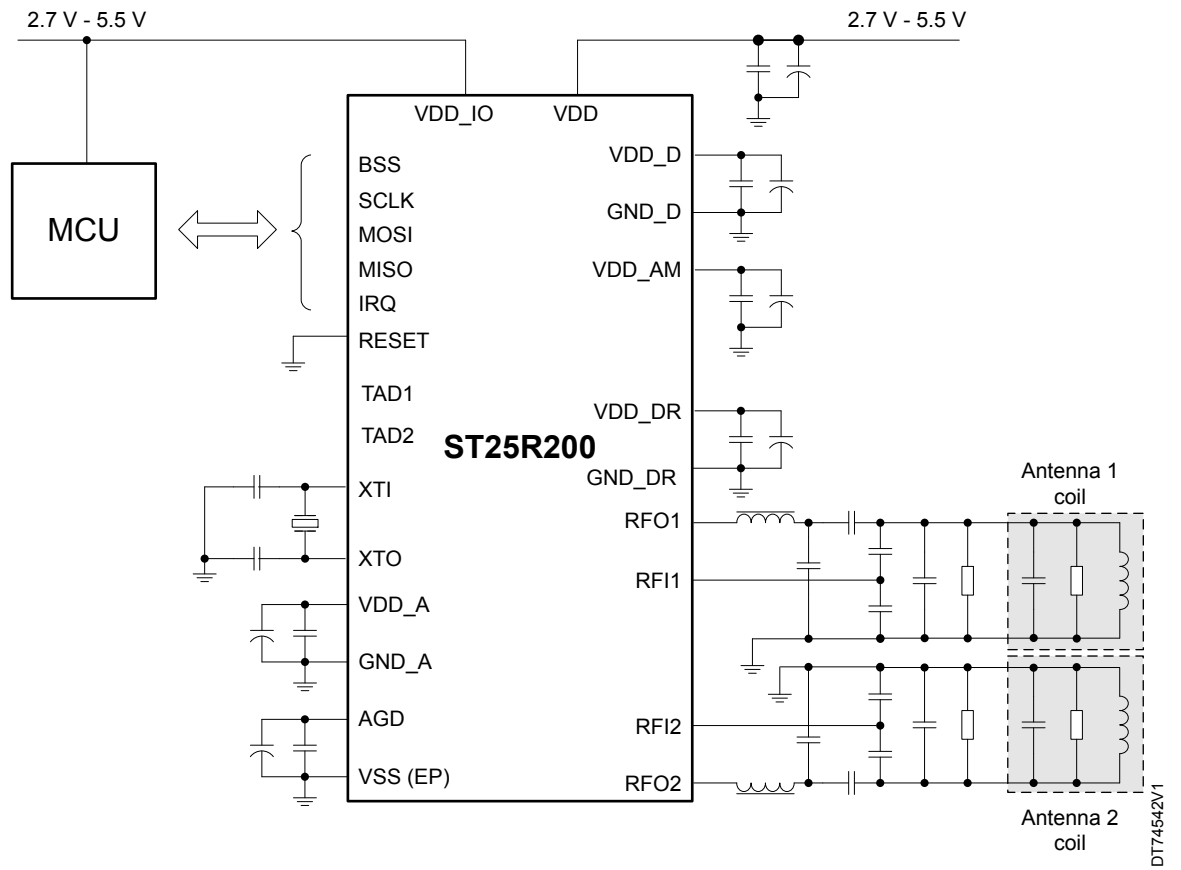 2.7 V - 5.5 V
2.7 V - 5.5 V
VDD_IO
VDD
MCU
BSS
SCLK
MOSI
MISO
IRQ
RESET
TAD1
TAD2
XTI
XTO
VDD_A
GND_A
AGD
VSS (EP)
ST25R200
VDD_D
GND_D
VDD_AM
VDD_DR
GND_DR
RFO1
RFI1
RFI2
RFO2
Antenna 1
coil
Antenna 2
coil
DT74542V1